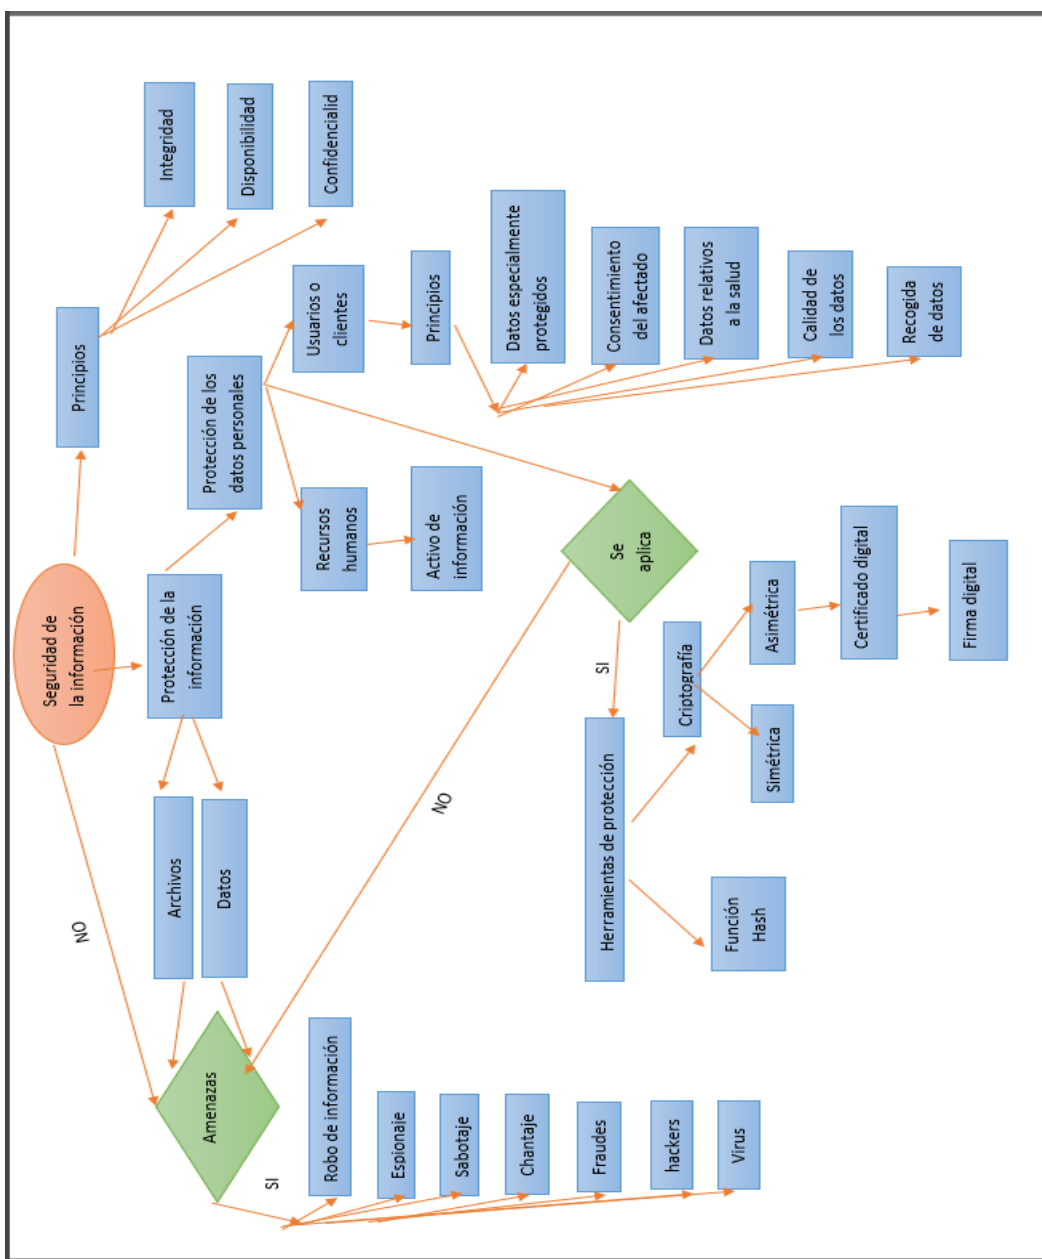 Seguridad de
la información
Principios
Integridad
Disponibilidad
Confidencialid
NO
Protección de la
información
Archivos
Datos
Protección de los
datos personales
Recursos
humanos
Activo de
información
Usuarios o
clientes
Principios
Datos especialmente
protegidos
Consentimiento
del afectado
Datos relativos
a la salud
Calidad de
los datos
Recogida
de datos
Amenazas
SI
Robo de información
Espionaje
Sabotaje
Chantaje
Fraudes
hackers
Virus
NO
Se
aplica
SI
Herramientas de protección
Función
Hash
Criptografía
Simétrica
Asimétrica
Certificado digital
Firma digital